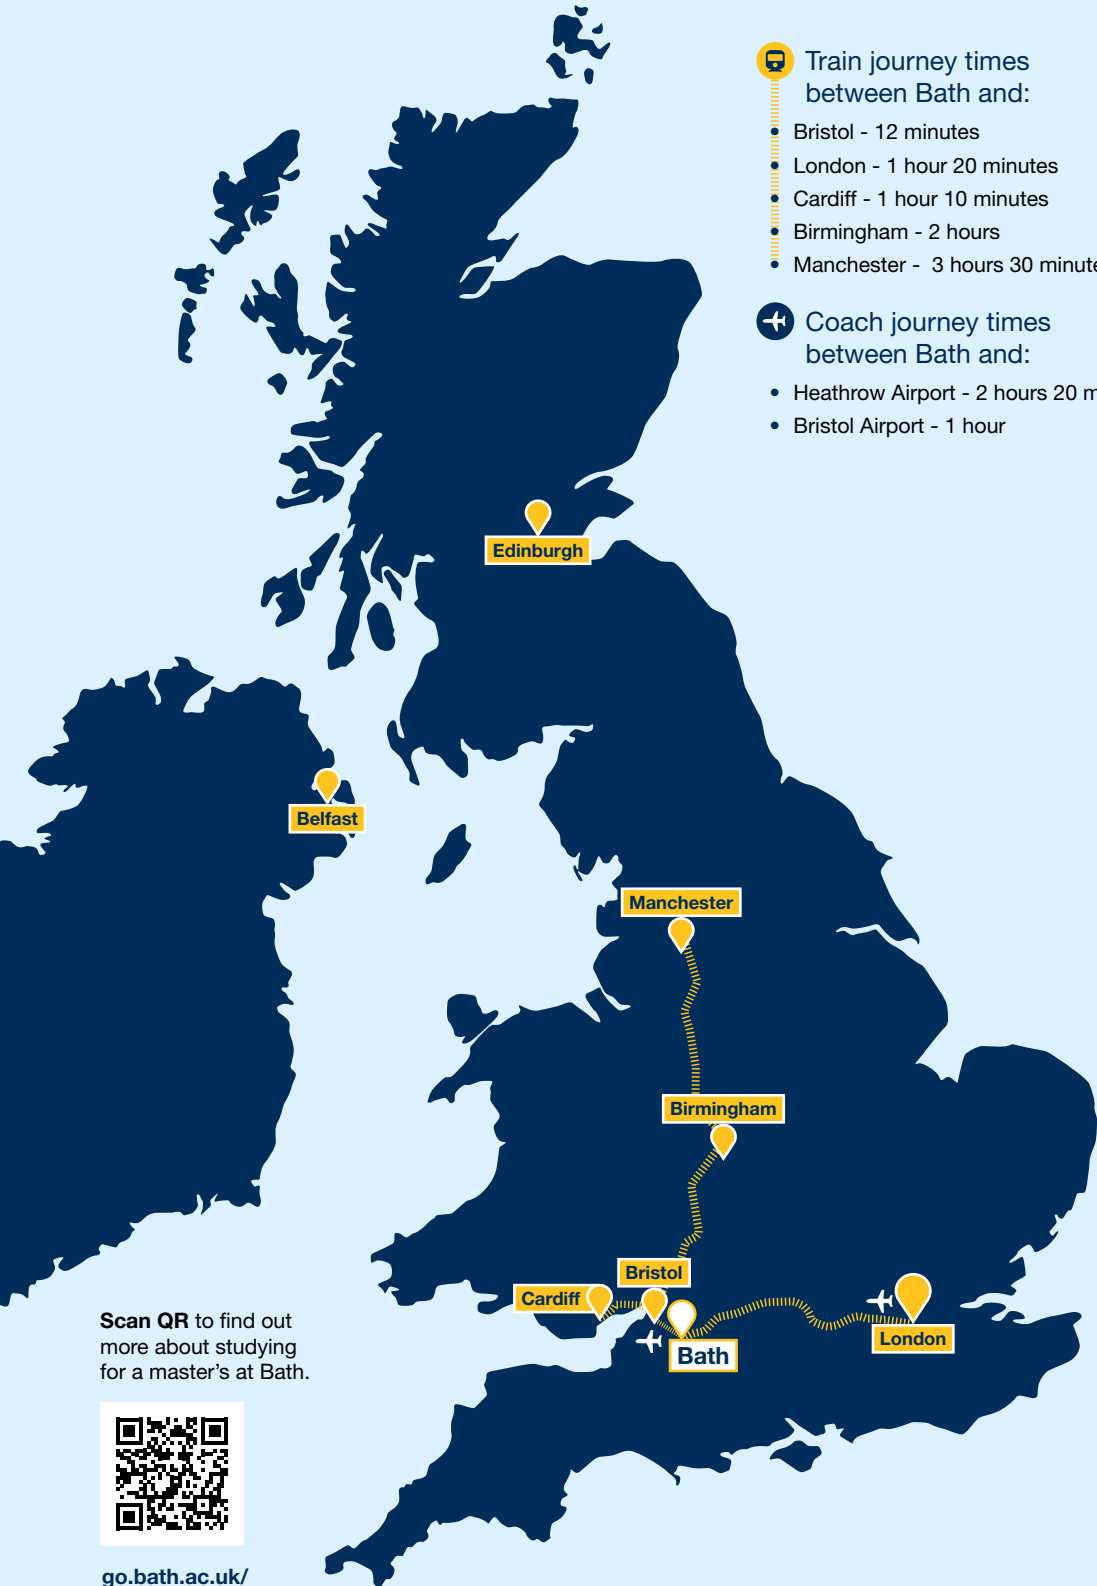 Train journey times
between Bath and:
Bristol - 12 minutes
London - 1 hour 20 minutes
Cardiff - 1 hour 10 minutes
Birmingham - 2 hours
Manchester - 3 hours 30 minute
Coach journey times
between Bath and:
Heathrow Airport - 2 hours 20 m
Bristol Airport - 1 hour
Edinburgh
Belfast
Manchester
Birmingham
Bristol
Cardiff
London
Bath
Scan QR to find out
more about studying
for a master's at Bath.
go.bath.ac.uk/